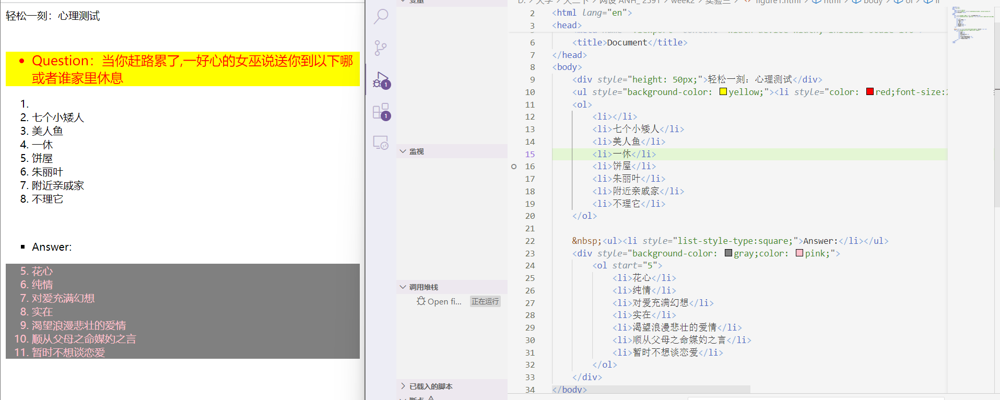 轻松一刻：心理测试
Question：当你赶路累了,一好心的女巫说送你到以下哪
或者谁家里休息
1.
2. 七个小矮人
3. 美人鱼
4. 一休
5. 饼屋
6. 朱丽叶
7. 附近亲戚家
8. 不理它
Answer:
5. 花心
6. 纯情
7. 对爱充满幻想
8. 实在
9. 渴望浪漫悲壮的爱情
10. 顺从父母之命媒妁之言
11. 暂时不想谈恋爱
1
1
变量
监视
调用堆栈
Open fi... 正在运行
已载入的脚本
断点
week2 实验三 figure1.html html body ol li
2 <html lang="en">
3 <head>
6 <title>Document</title>
7 </head>
8 <body>
9 <div style="height: 50px;">轻松一刻：心理测试</div>
10 <ul style="background-color: yellow;"><li style="color: red;font-size:2
11 <ol>
12 <li></li>
13 <li>七个小矮人</li>
14 <li>美人鱼</li>
15 <li>一休</li>
16 <li>饼屋</li>
17 <li>朱丽叶</li>
18 <li>附近亲戚家</li>
19 <li>不理它</li>
20 </ol>
21
22 &nbsp;<ul><li style="list-style-type:square;">Answer:</li></ul>
23 <div style="background-color: gray;color: pink;">
24 <ol start="5">
25 <li>花心</li>
26 <li>纯情</li>
27 <li>对爱充满幻想</li>
28 <li>实在</li>
29 <li>渴望浪漫悲壮的爱情</li>
30 <li>顺从父母之命媒妁之言</li>
31 <li>暂时不想谈恋爱</li>
32 </ol>
33 </div>
34 </body>